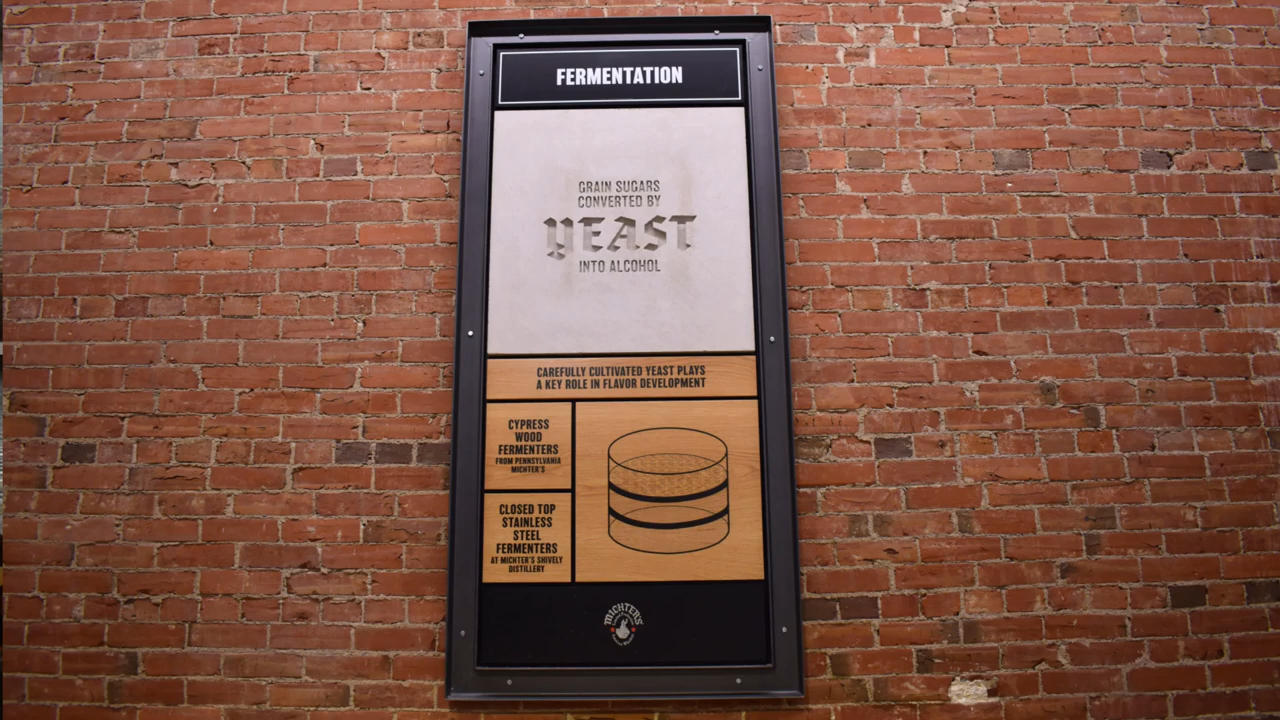 FERMENTATION
GRAIN SUGARS
CONVERTED BY
YEAST
INTO ALCOHOL
CAREFULLY CULTIVATED YEAST PLAYS
A KEY ROLE IN FLAVOR DEVELOPMENT
CYPRESS
WOOD
FERMENTERS
FROM PENNSYLVANIA
MICHTER'S
CLOSED TOP
STAINLESS
STEEL
FERMENTERS
AT MICHTER'S SHIVELY
DISTILLERY
MICHTER'S